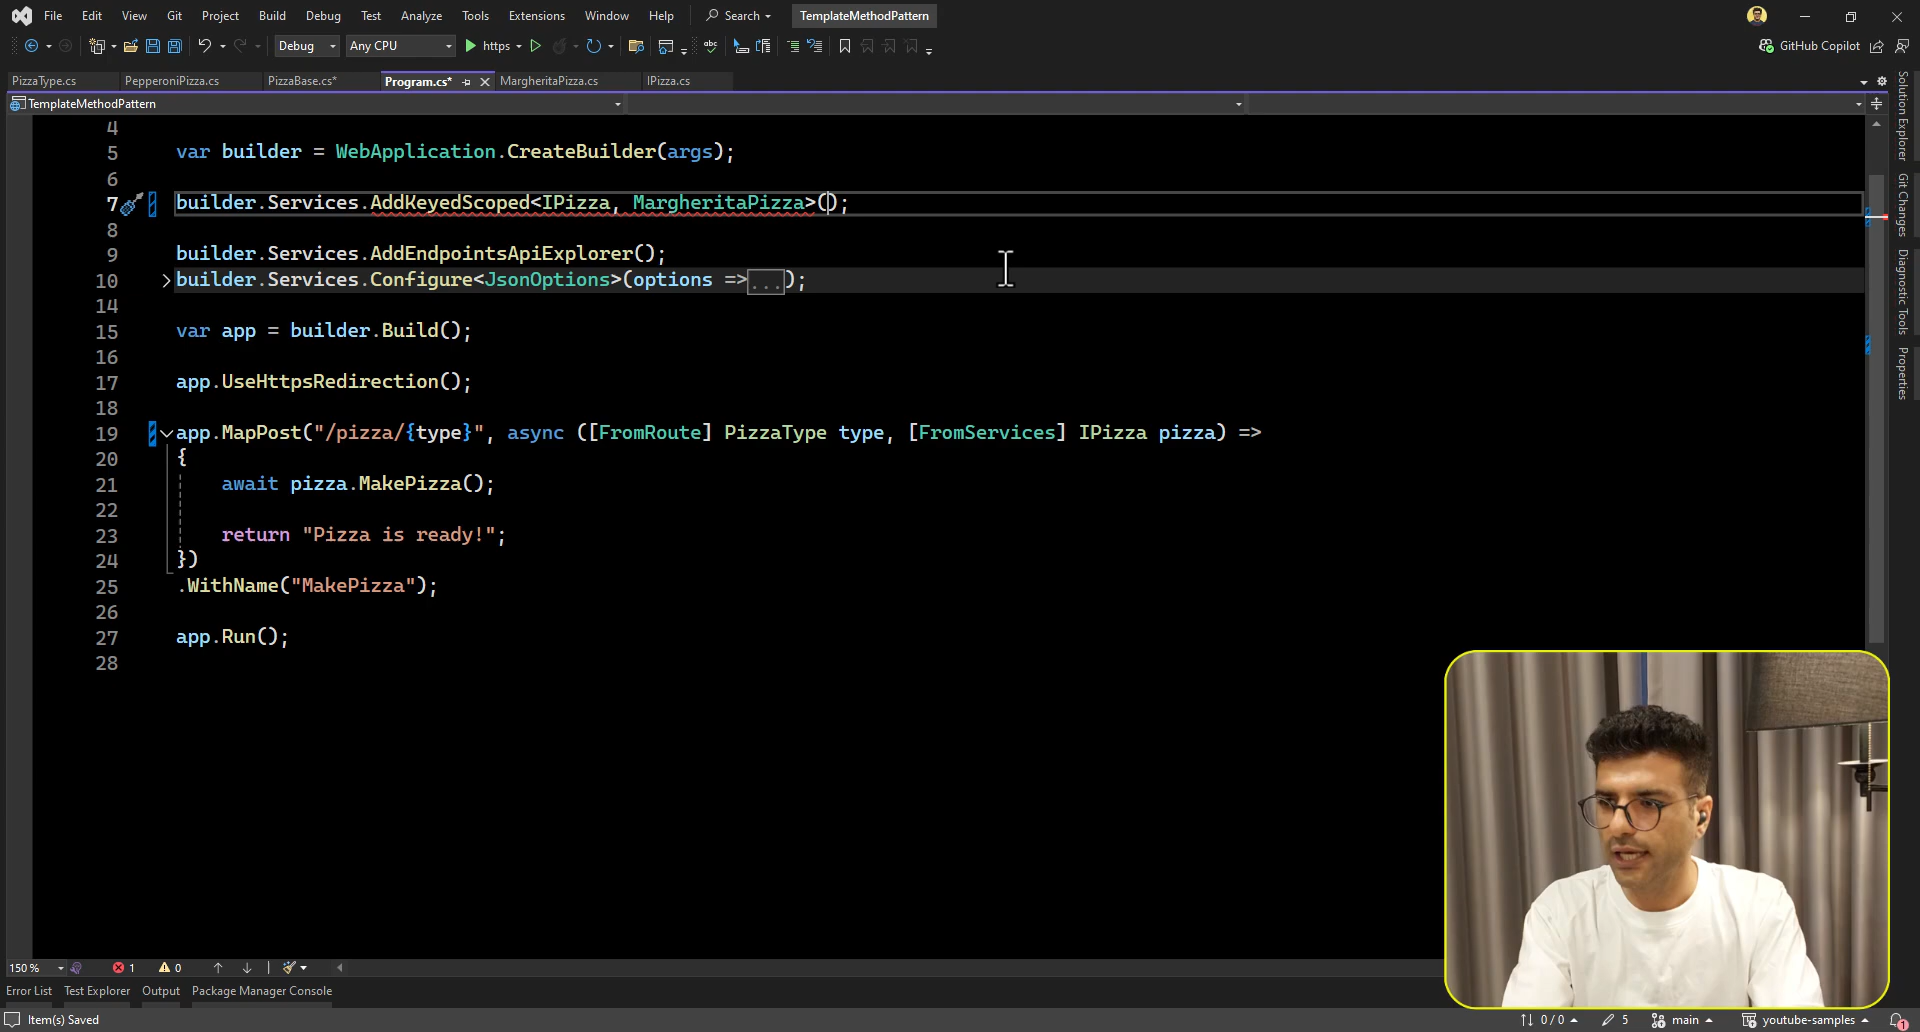 File Edit View Git Project Build Debug Test Analyze Tools Extensions Window Help Search TemplateMethodPattern
Debug Any CPU https GitHub Copilot
PizzaType.cs PepperoniPizza.cs PizzaBase.cs* Program.cs* MargheritaPizza.cs IPizza.cs
TemplateMethodPattern
4
5 var builder = WebApplication.CreateBuilder(args);
6
7 builder.Services.AddKeyedScoped<IPizza, MargheritaPizza>();
8
9 builder.Services.AddEndpointsApiExplorer();
10 builder.Services.Configure<JsonOptions>(options =>...);
14
15 var app = builder.Build();
16
17 app.UseHttpsRedirection();
18
19 app.MapPost("/pizza/{type}", async ([FromRoute] PizzaType type, [FromServices] IPizza pizza) =>
20 {
21 await pizza.MakePizza();
22
23 return "Pizza is ready!";
24 })
25 .WithName("MakePizza");
26
27 app.Run();
28
Solution Explorer
Git Changes
Diagnostic Tools
Properties
150 % 1 0
Error List Test Explorer Output Package Manager Console
Item(s) Saved 0 / 0 5 main youtube-samples 1